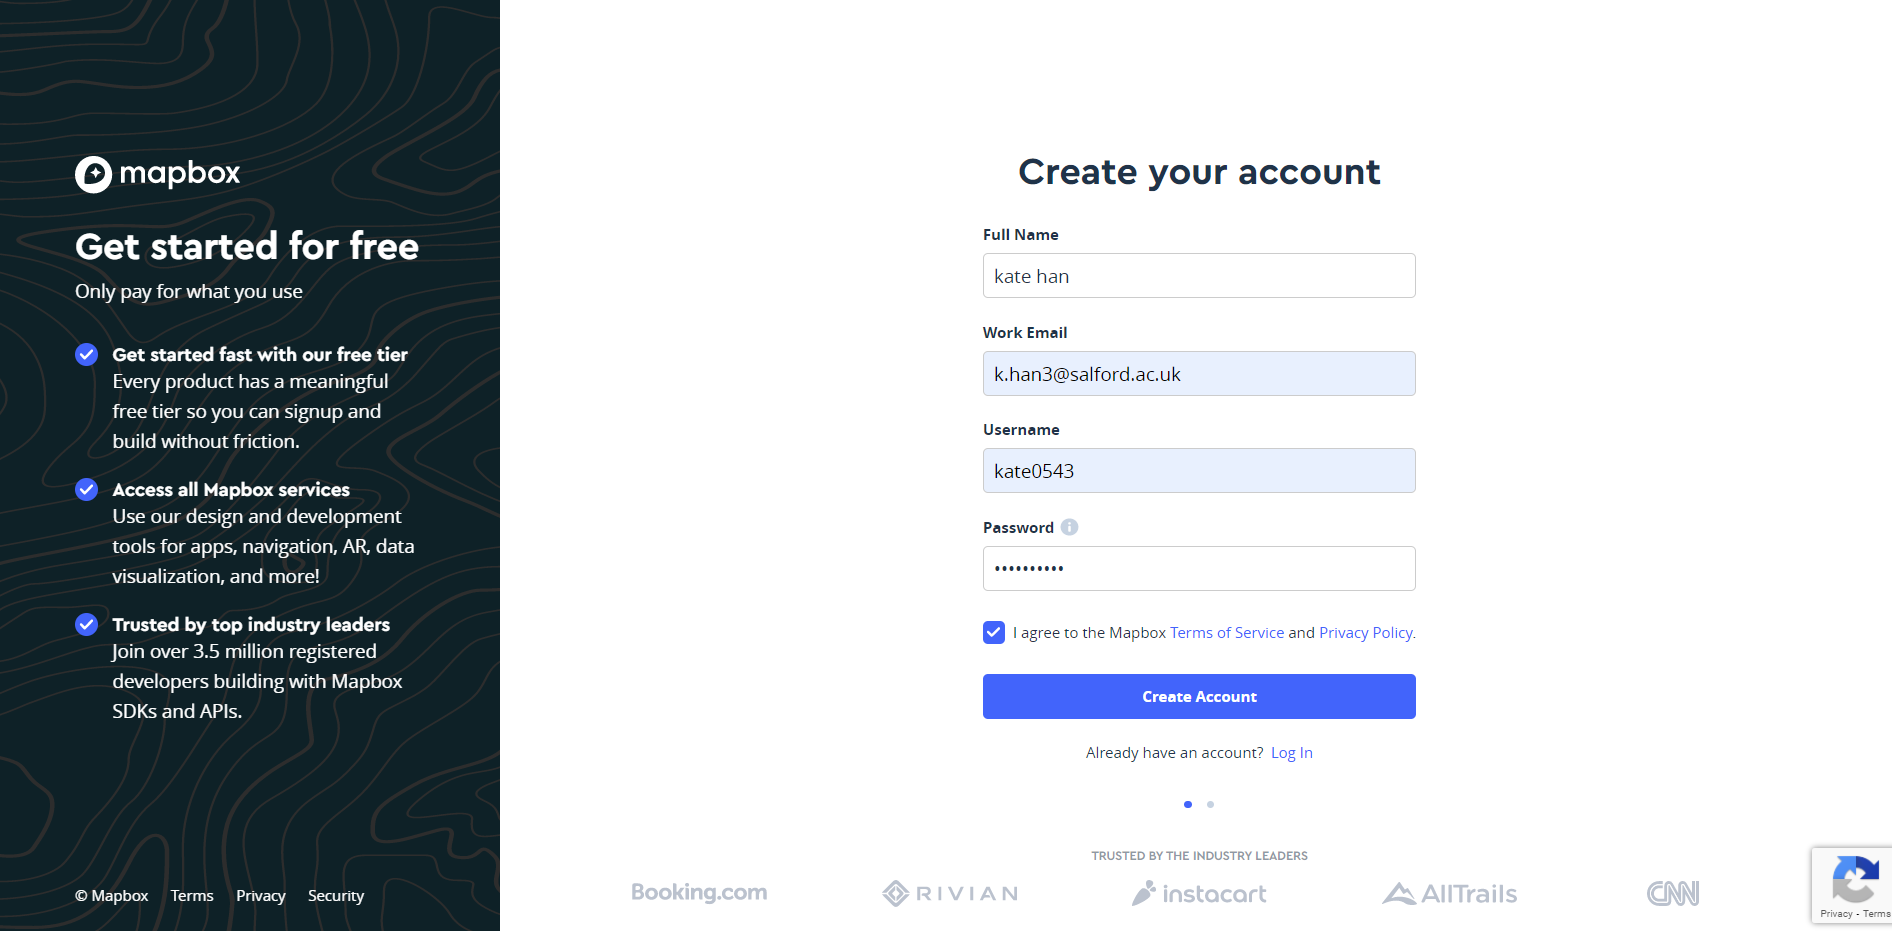 mapbox
Get started for free
Only pay for what you use
Get started fast with our free tier
Every product has a meaningful
free tier so you can signup and
build without friction.
Access all Mapbox services
Use our design and development
tools for apps, navigation, AR, data
visualization, and more!
Trusted by top industry leaders
Join over 3.5 million registered
developers building with Mapbox
SDKs and APIs.
© Mapbox Terms Privacy Security
Create your account
Full Name
kate han
Work Email
k.han3@salford.ac.uk
Username
kate0543
Password
••••••••••
I agree to the Mapbox Terms of Service and Privacy Policy.
Create Account
Already have an account? Log In
TRUSTED BY THE INDUSTRY LEADERS
Booking.com RIVIAN instacart AllTrails CNN
Privacy - Terms